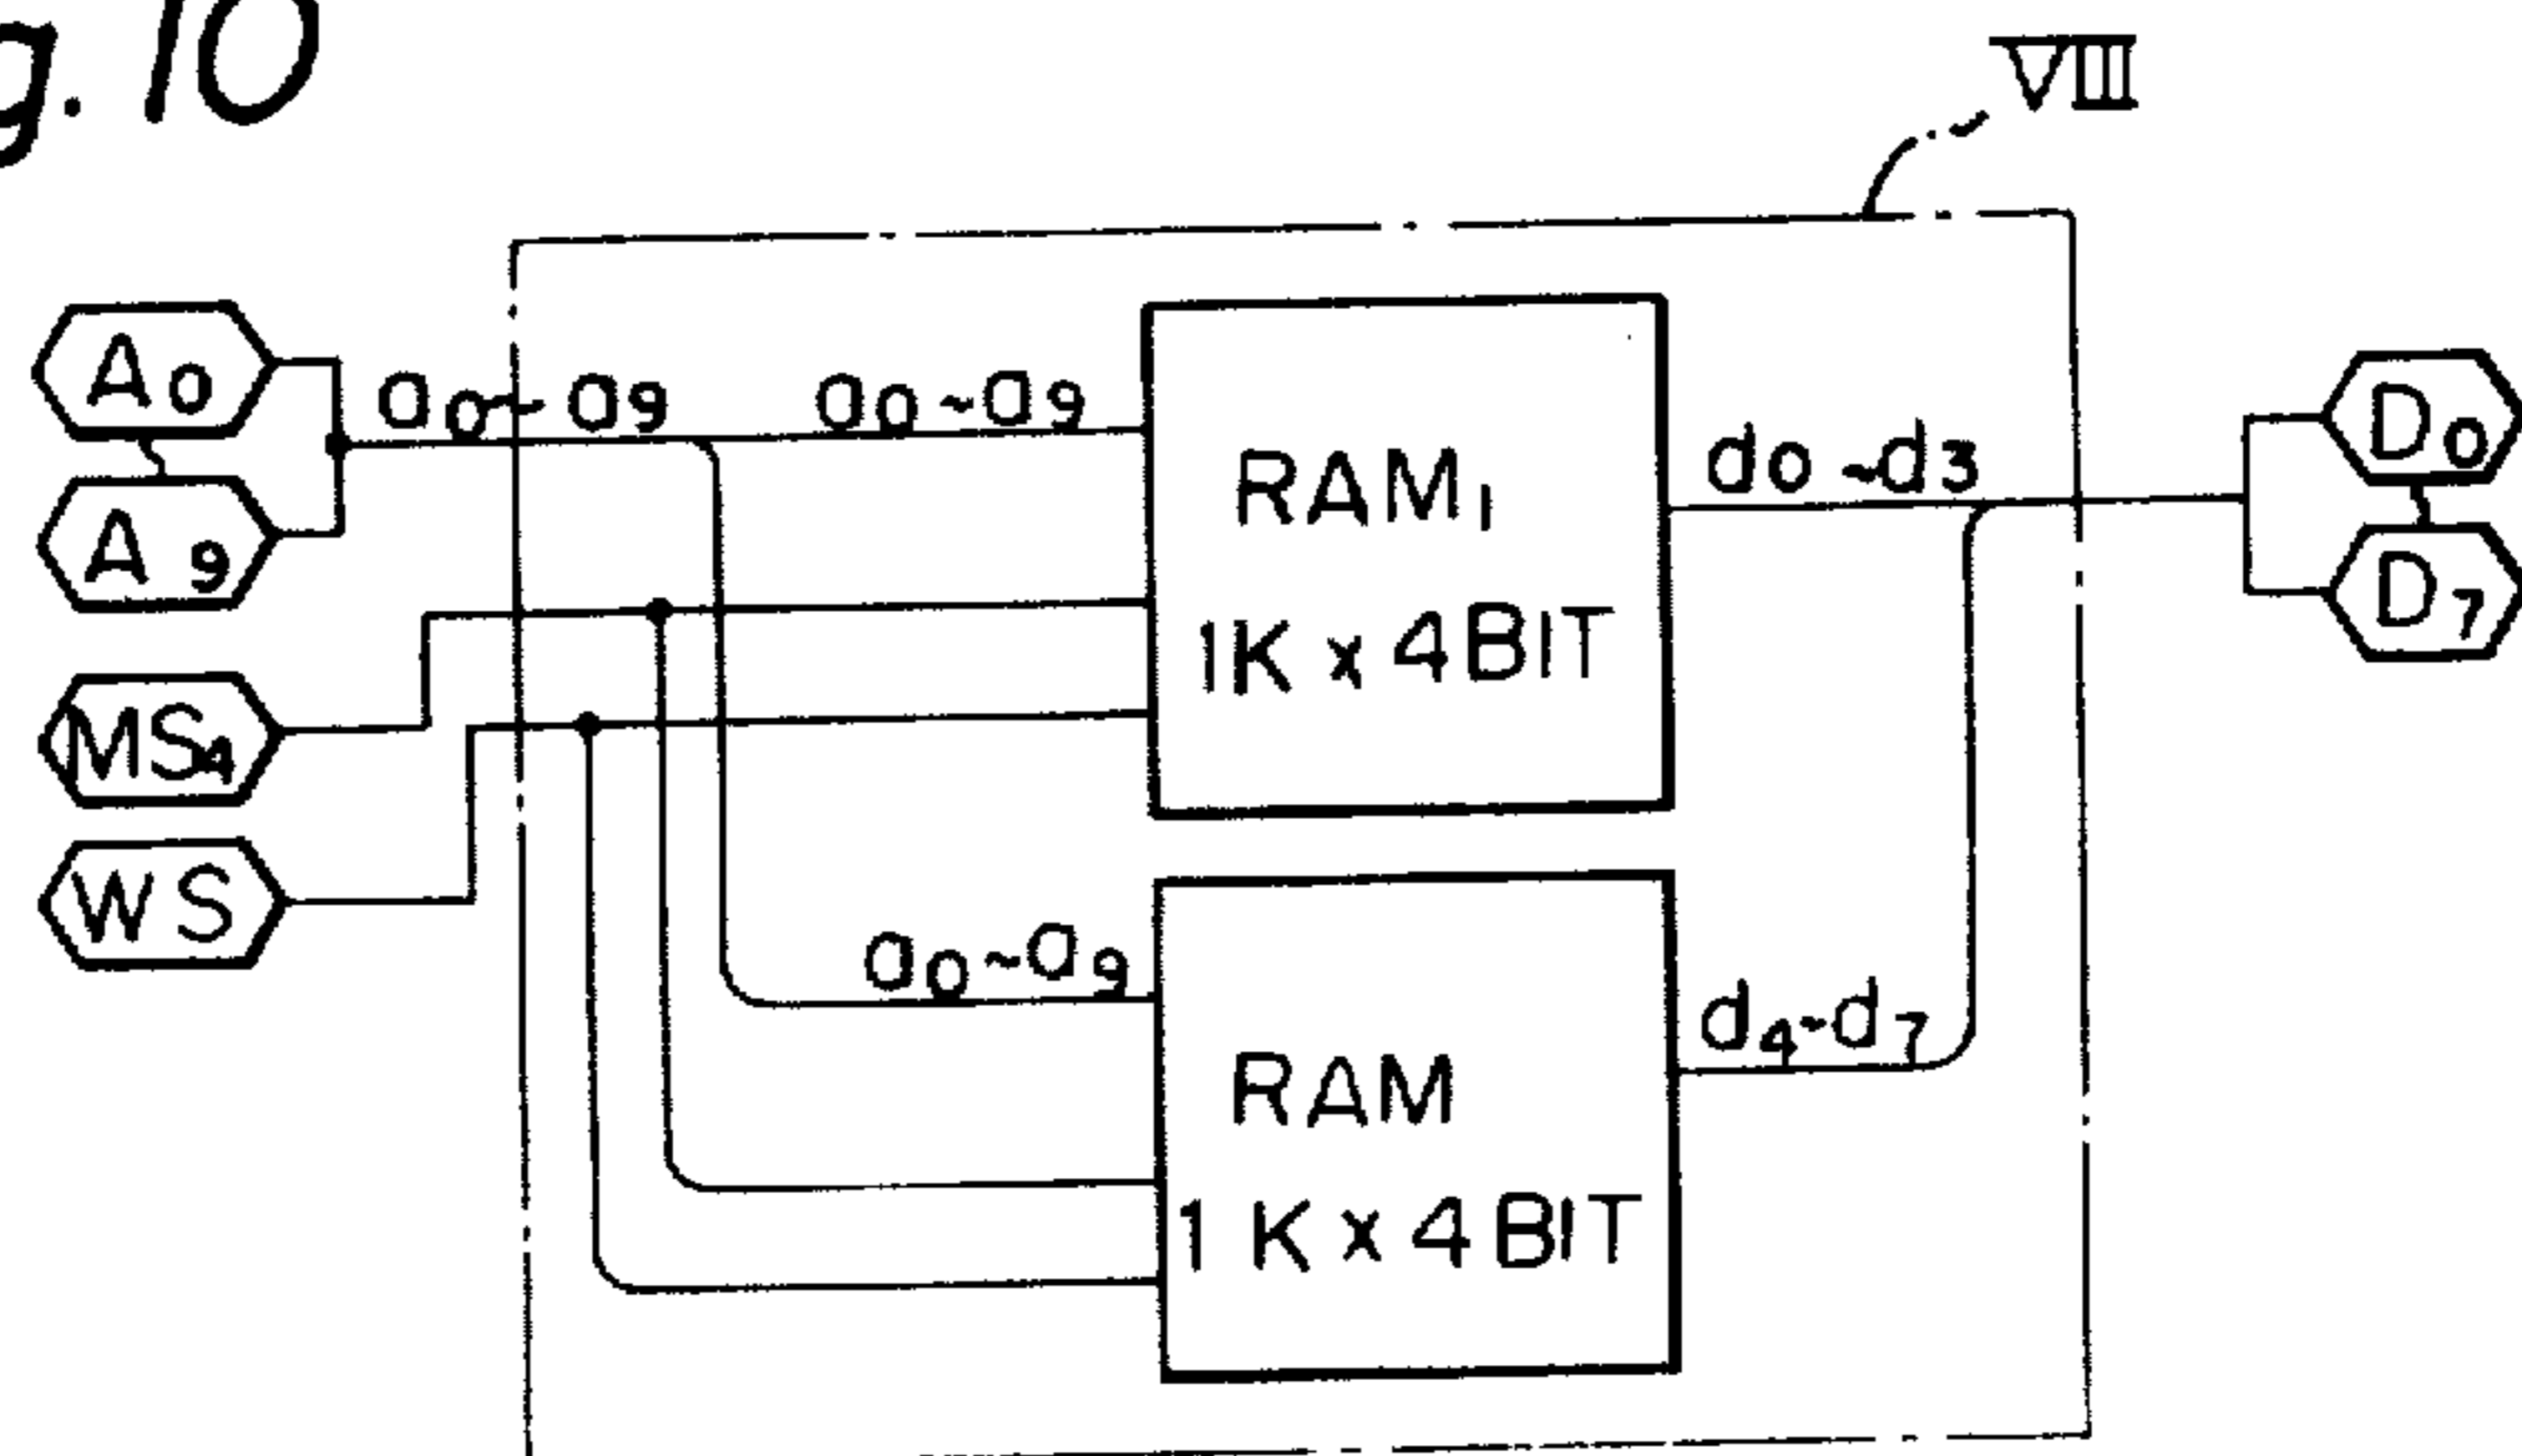 g. 10
VIII
A0
a0~a9
a0~a9
A9
MS4
WS
RAM1
1K x 4BIT
d0~d3
D0
D7
a0~a9
RAM
1K x 4BIT
d4~d7